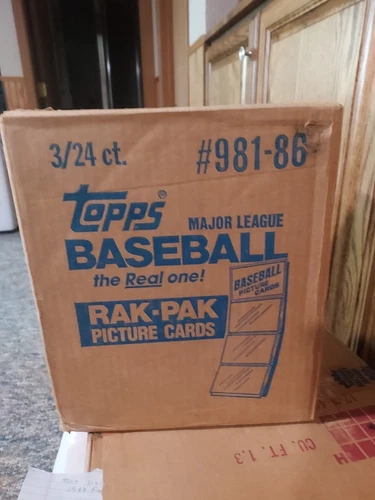 3/24 ct. #981-86
Topps®
MAJOR LEAGUE
BASEBALL
the Real one!
BASEBALL
PICTURE
CARDS
RAK-PAK
PICTURE CARDS
CU. FT. 1.3